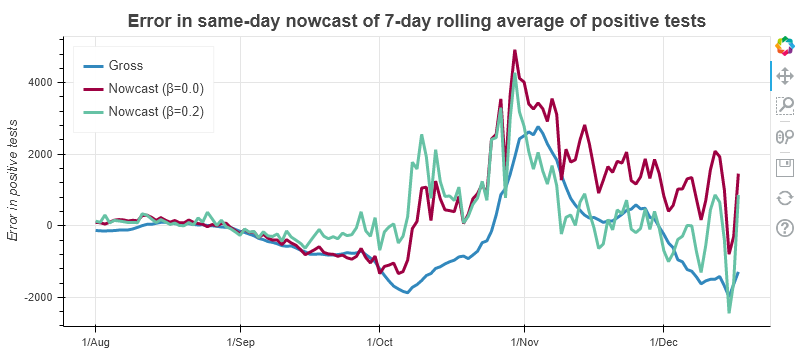 Error in same-day nowcast of 7-day rolling average of positive tests
Gross
Nowcast (β=0.0)
Nowcast (β=0.2)
Error in positive tests
4000
2000
0
-2000
1/Aug
1/Sep
1/Oct
1/Nov
1/Dec